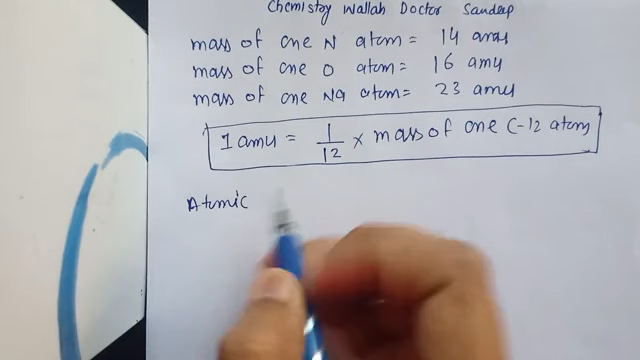 Chemistry Wallah Doctor Sandeep
mass of one N atom = 14 amu
mass of one O atom = 16 amu
mass of one Na atom = 23 amu
1 amu = 1/12 × mass of one C-12 atom
Atomic